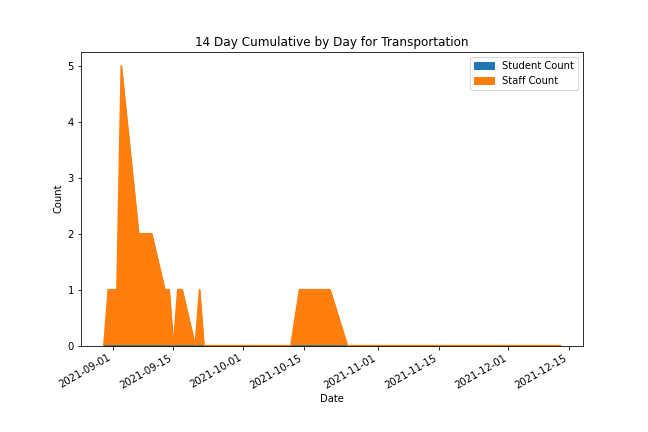 14 Day Cumulative by Day for Transportation
Student Count
Staff Count
5
4
3
2
1
0
Count
2021-09-01
2021-09-15
2021-10-01
2021-10-15
2021-11-01
2021-11-15
2021-12-01
2021-12-15
Date